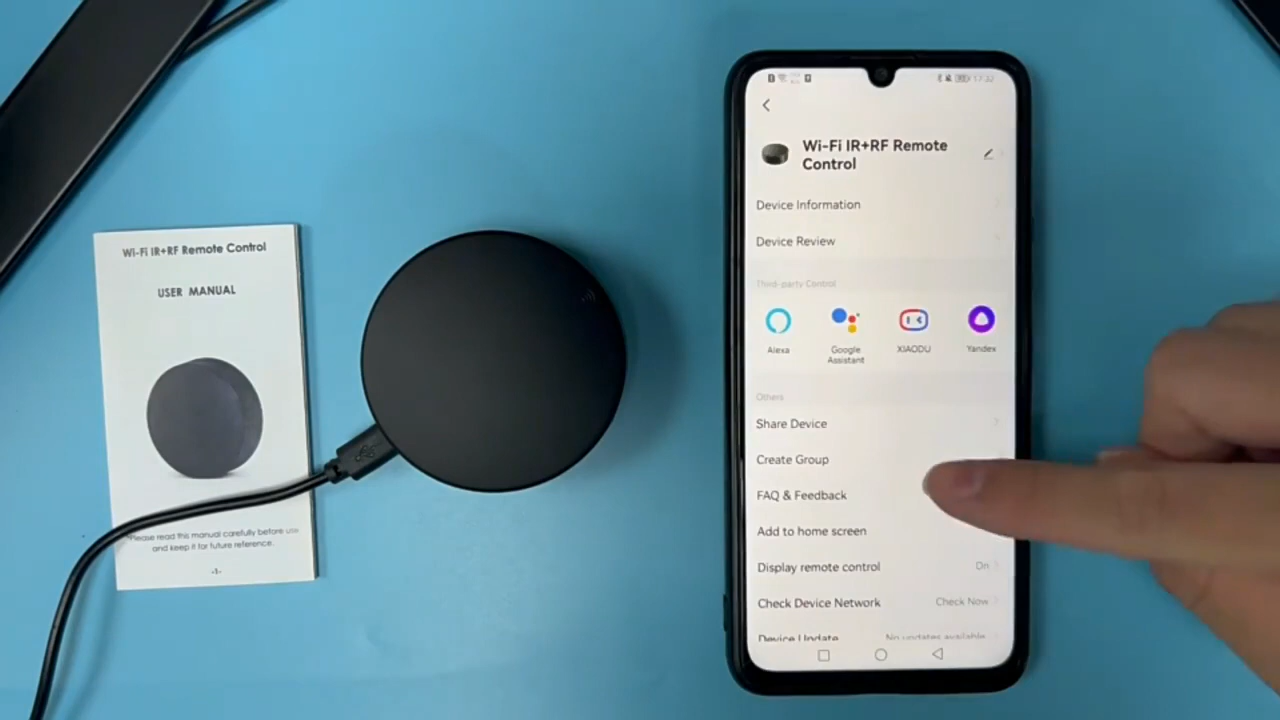 Wi-Fi IR+RF Remote Control
USER MANUAL
Please read this manual carefully before use
and keep it for future reference.
-1-
17:32
Wi-Fi IR+RF Remote
Control
Device Information
Device Review
Third-party Control
Alexa
Google
Assistant
XIAODU
Yandex
Others
Share Device
Create Group
FAQ & Feedback
Add to home screen
Display remote control On
Check Device Network Check Now
Device Update No updates available